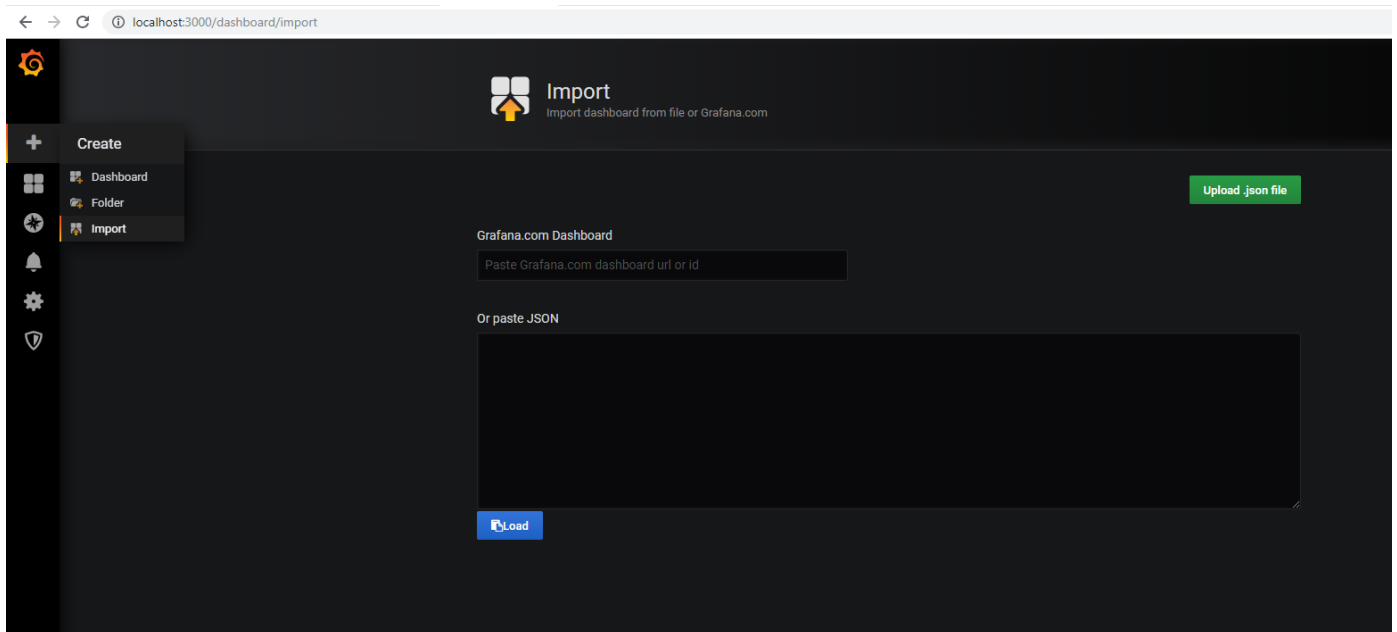 localhost:3000/dashboard/import
Import
Import dashboard from file or Grafana.com
Create
Dashboard
Folder
Import
Upload .json file
Grafana.com Dashboard
Paste Grafana.com dashboard url or id
Or paste JSON
Load